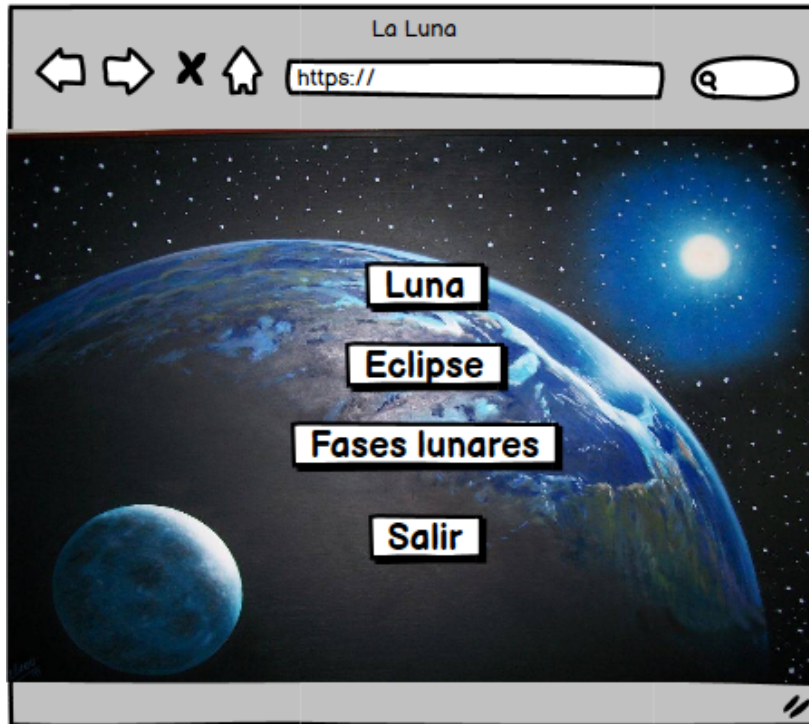 La Luna
https://
Luna
Eclipse
Fases lunares
Salir